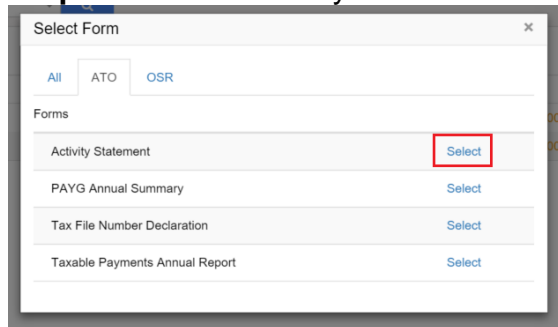 Select Form ×
All ATO OSR
Forms
Activity Statement Select
PAYG Annual Summary Select
Tax File Number Declaration Select
Taxable Payments Annual Report Select